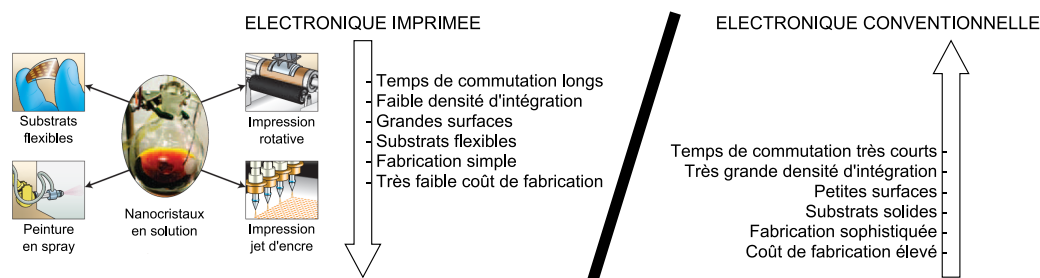 ELECTRONIQUE IMPRIMEE
Substrats
flexibles
Impression
rotative
Peinture
en spray
Nanocristaux
en solution
Impression
jet d'encre
- Temps de commutation longs
- Faible densité d'intégration
- Grandes surfaces
- Substrats flexibles
- Fabrication simple
- Très faible coût de fabrication
ELECTRONIQUE CONVENTIONNELLE
Temps de commutation très courts -
Très grande densité d'intégration -
Petites surfaces -
Substrats solides -
Fabrication sophistiquée -
Coût de fabrication élevé -